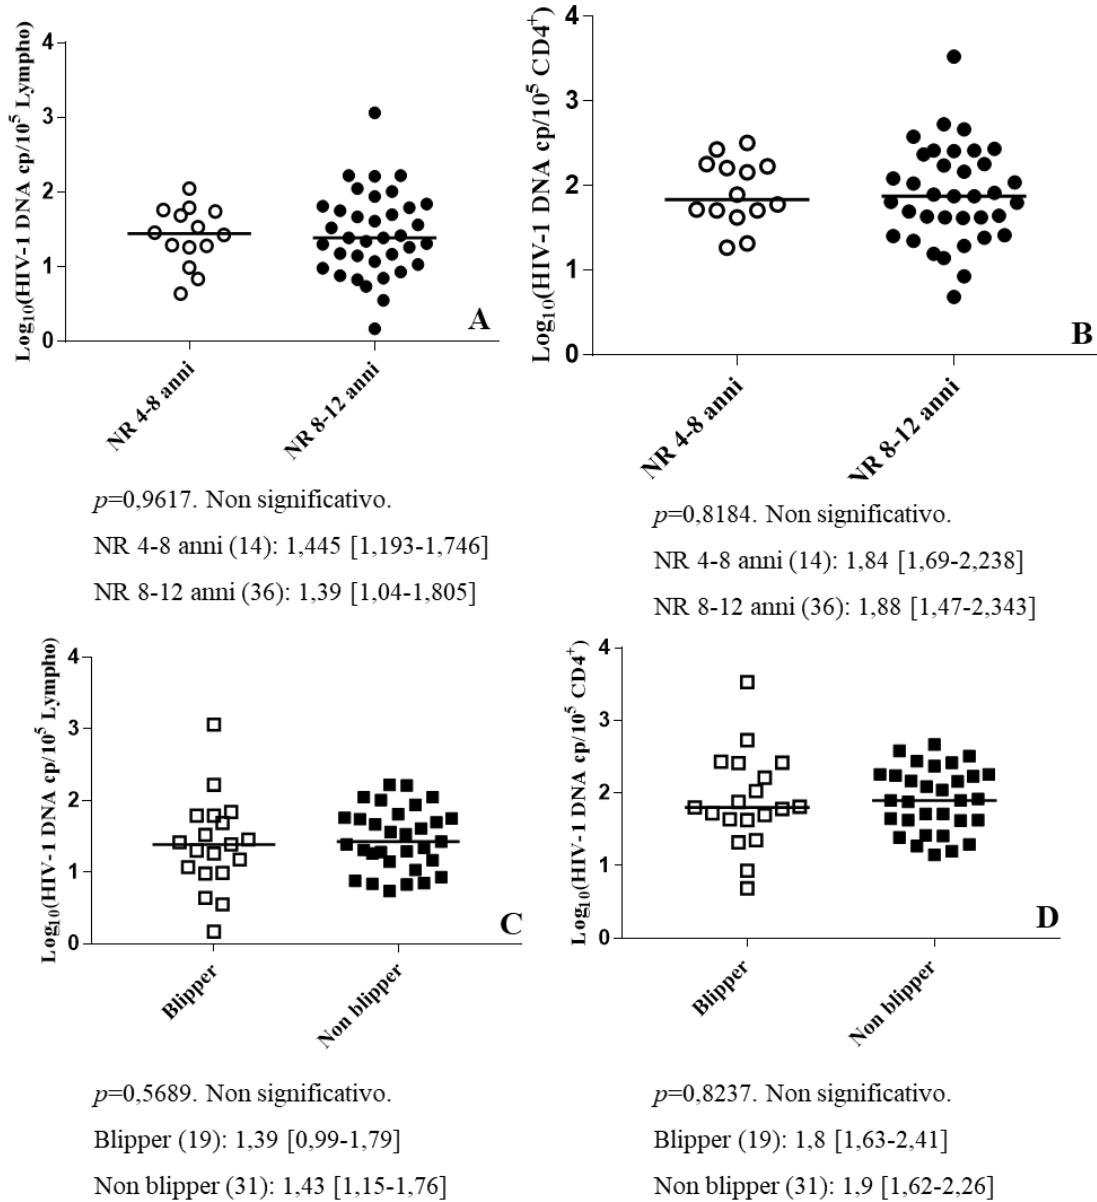 Log₁₀(HIV-1 DNA cp/10⁵ Lympho)
4
3
2
1
0
A
NR 4-8 anni
NR 8-12 anni
p=0,9617. Non significativo.
NR 4-8 anni (14): 1,445 [1,193-1,746]
NR 8-12 anni (36): 1,39 [1,04-1,805]
Log₁₀(HIV-1 DNA cp/10⁵ CD4⁺)
4
3
2
1
0
B
NR 4-8 anni
NR 8-12 anni
p=0,8184. Non significativo.
NR 4-8 anni (14): 1,84 [1,69-2,238]
NR 8-12 anni (36): 1,88 [1,47-2,343]
Log₁₀(HIV-1 DNA cp/10⁵ Lympho)
4
3
2
1
0
C
Blipper
Non blipper
p=0,5689. Non significativo.
Blipper (19): 1,39 [0,99-1,79]
Non blipper (31): 1,43 [1,15-1,76]
Log₁₀(HIV-1 DNA cp/10⁵ CD4⁺)
4
3
2
1
0
D
Blipper
Non blipper
p=0,8237. Non significativo.
Blipper (19): 1,8 [1,63-2,41]
Non blipper (31): 1,9 [1,62-2,26]